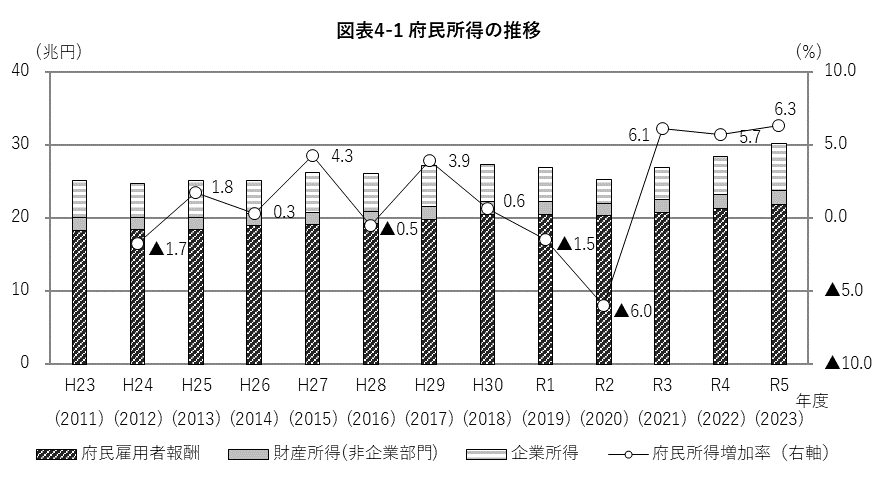 図表4-1 府民所得の推移
(兆円) (%)
40 10.0
6.3
6.1 5.7
30 5.0
4.3 3.9
1.8 0.3 0.6
20 0.0
▲1.7 ▲0.5 ▲1.5
10 ▲5.0
▲6.0
0 ▲10.0
H23 H24 H25 H26 H27 H28 H29 H30 R1 R2 R3 R4 R5 年度
(2011) (2012) (2013) (2014) (2015) (2016) (2017) (2018) (2019) (2020) (2021) (2022) (2023)
府民雇用者報酬 財産所得(非企業部門) 企業所得 府民所得増加率（右軸）